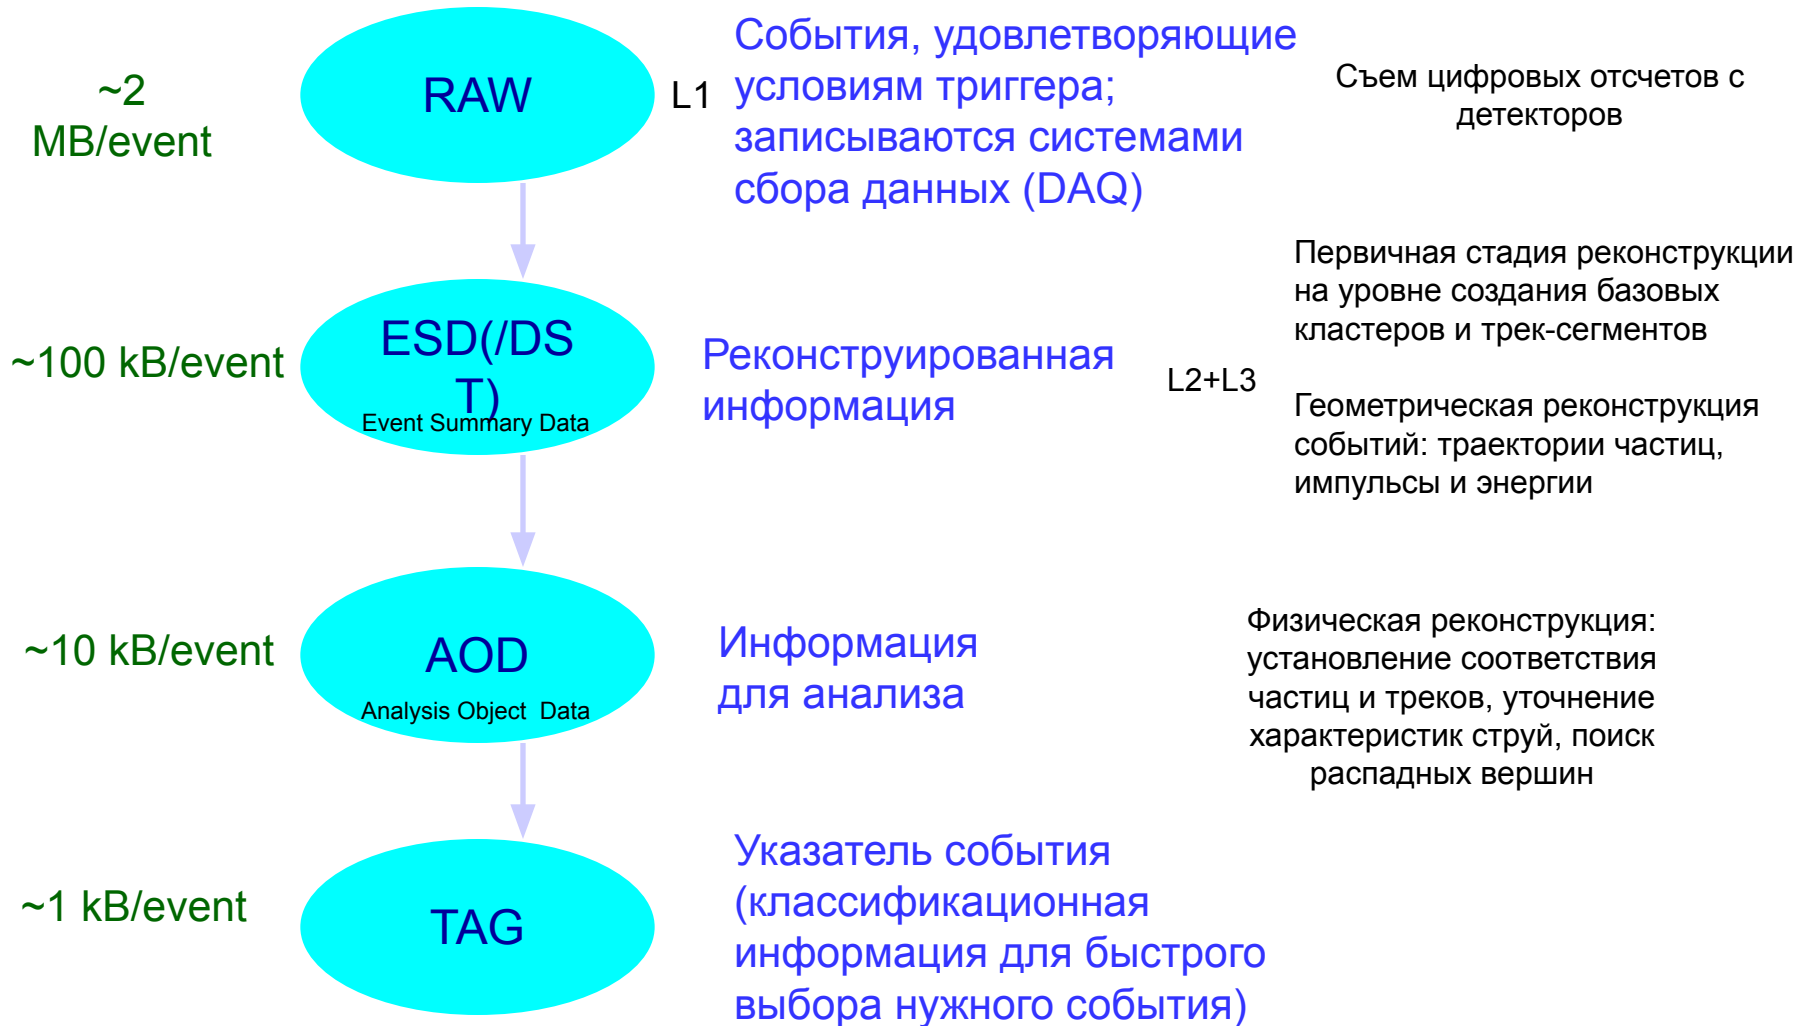 ~2
MB/event
RAW
L1
События, удовлетворяющие
условиям триггера;
записываются системами
сбора данных (DAQ)
Съем цифровых отсчетов с
детекторов
~100 kB/event
ESD(/DS
T)
Event Summary Data
Реконструированная
информация
L2+L3
Первичная стадия реконструкции
на уровне создания базовых
кластеров и трек-сегментов
Геометрическая реконструкция
событий: траектории частиц,
импульсы и энергии
~10 kB/event
AOD
Analysis Object Data
Информация
для анализа
Физическая реконструкция:
установление соответствия
частиц и треков, уточнение
характеристик струй, поиск
распадных вершин
~1 kB/event
TAG
Указатель события
(классификационная
информация для быстрого
выбора нужного события)